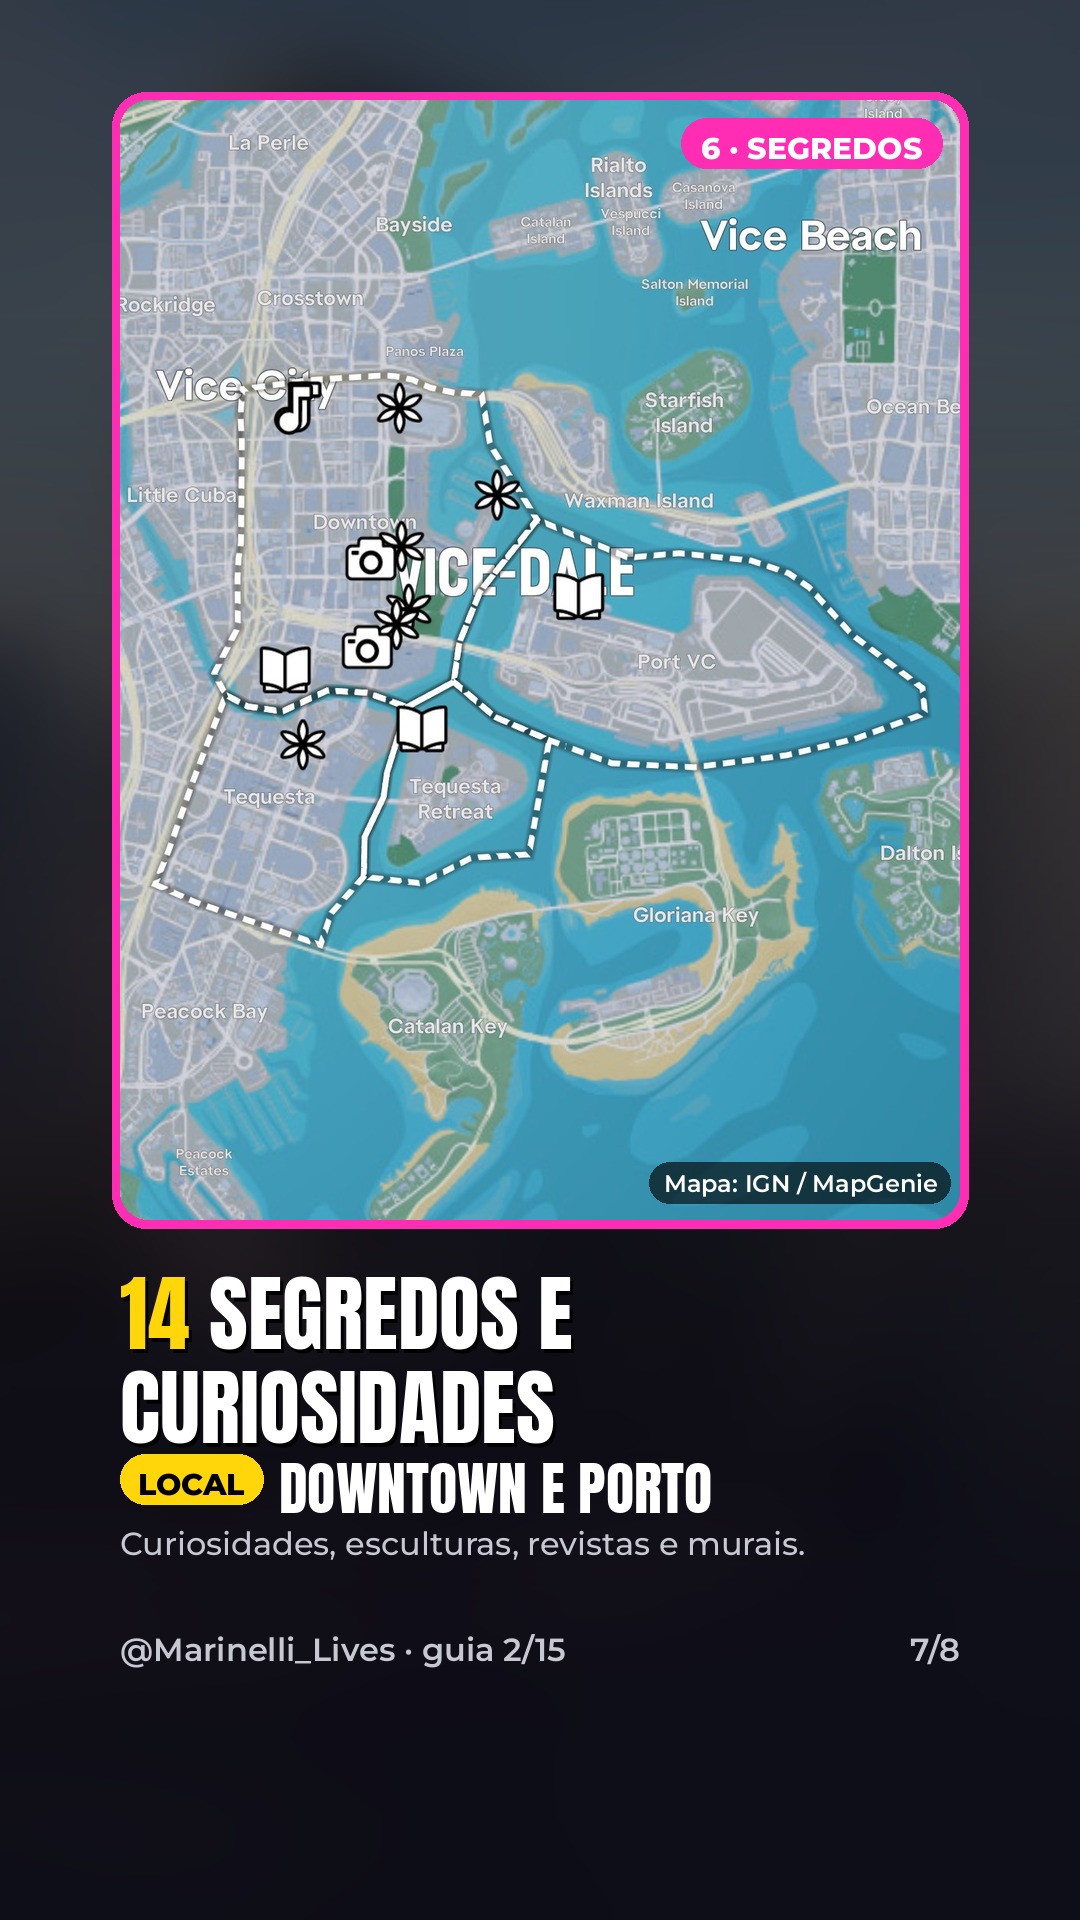 Island
La Perle
6 · SEGREDOS
Rialto
Islands
Casanova
Island
Vespucci
Island
Catalan
Island
Bayside
Vice Beach
Salton Memorial
Island
Rockridge
Crosstown
Panos Plaza
Vice City
Starfish
Island
Ocean Be
Little Cuba
Waxman Island
Downtown
VICE-DALE
Port VC
Tequesta
Tequesta
Retreat
Dalton Is
Gloriana Key
Peacock Bay
Catalan Key
Peacock
Estates
Mapa: IGN / MapGenie
14 SEGREDOS E
CURIOSIDADES
LOCAL DOWNTOWN E PORTO
Curiosidades, esculturas, revistas e murais.
@Marinelli_Lives · guia 2/15
7/8